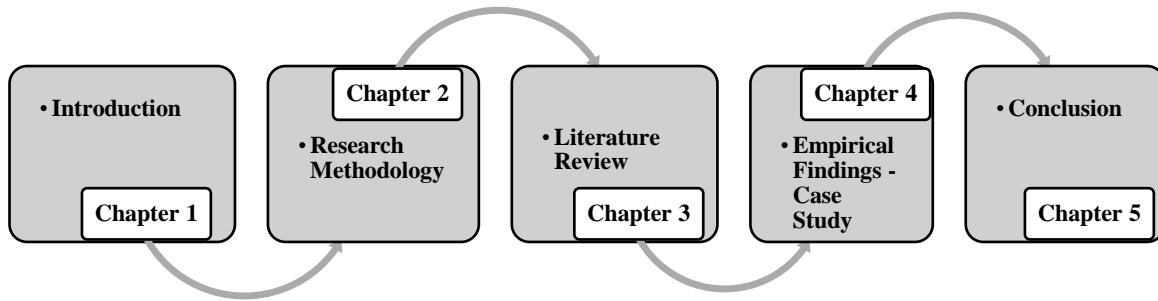 • Introduction
Chapter 1
Chapter 2
• Research
Methodology
• Literature
Review
Chapter 3
Chapter 4
• Empirical
Findings -
Case
Study
• Conclusion
Chapter 5